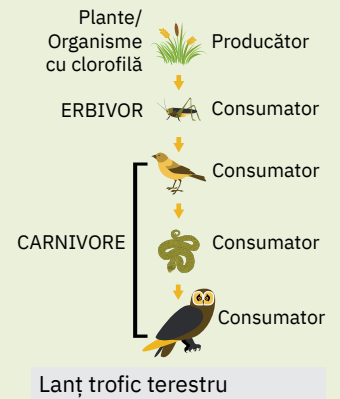 Plante/
Organisme
cu clorofilă
Producător
ERBIVOR
Consumator
Consumator
CARNIVORE
Consumator
Consumator
Lanț trofic terestru